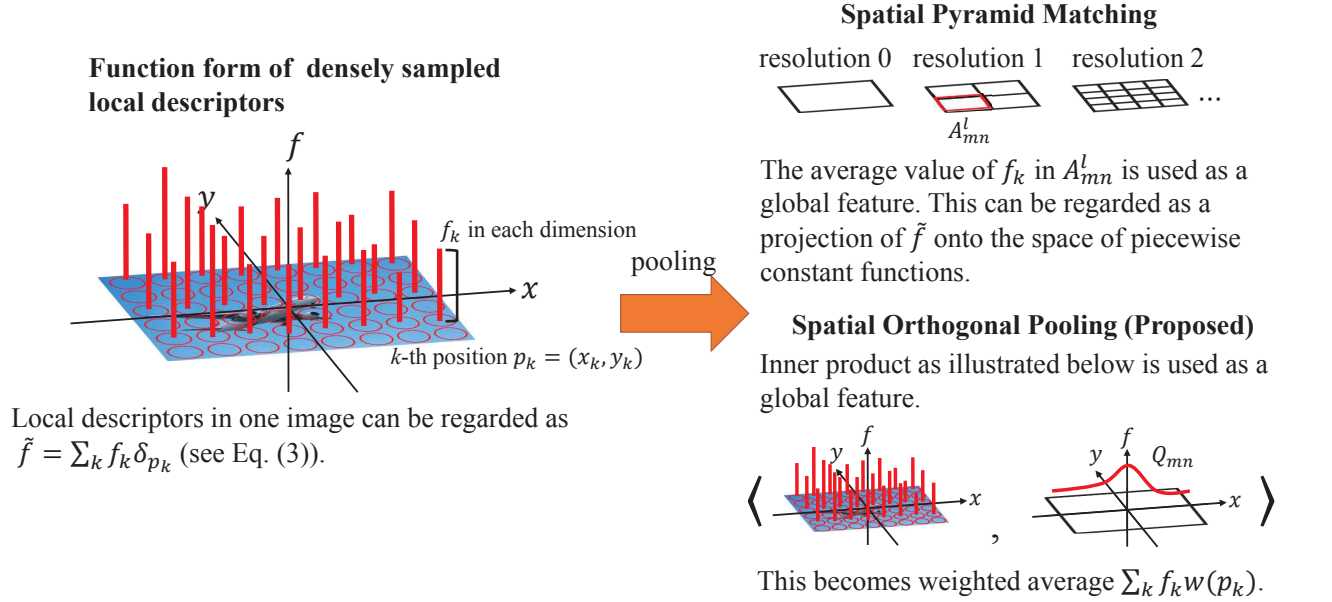 Function form of densely sampled
local descriptors
f
y
f_k in each dimension
x
k-th position p_k = (x_k, y_k)
Local descriptors in one image can be regarded as
f̃ = ∑_k f_k δ_{p_k} (see Eq. (3)).
pooling
Spatial Pyramid Matching
resolution 0 resolution 1 resolution 2
...
A^l_{mn}
The average value of f_k in A^l_{mn} is used as a
global feature. This can be regarded as a
projection of f̃ onto the space of piecewise
constant functions.
Spatial Orthogonal Pooling (Proposed)
Inner product as illustrated below is used as a
global feature.
⟨
f
y
x
,
f
y
Q_{mn}
x
⟩
This becomes weighted average ∑_k f_k w(p_k).